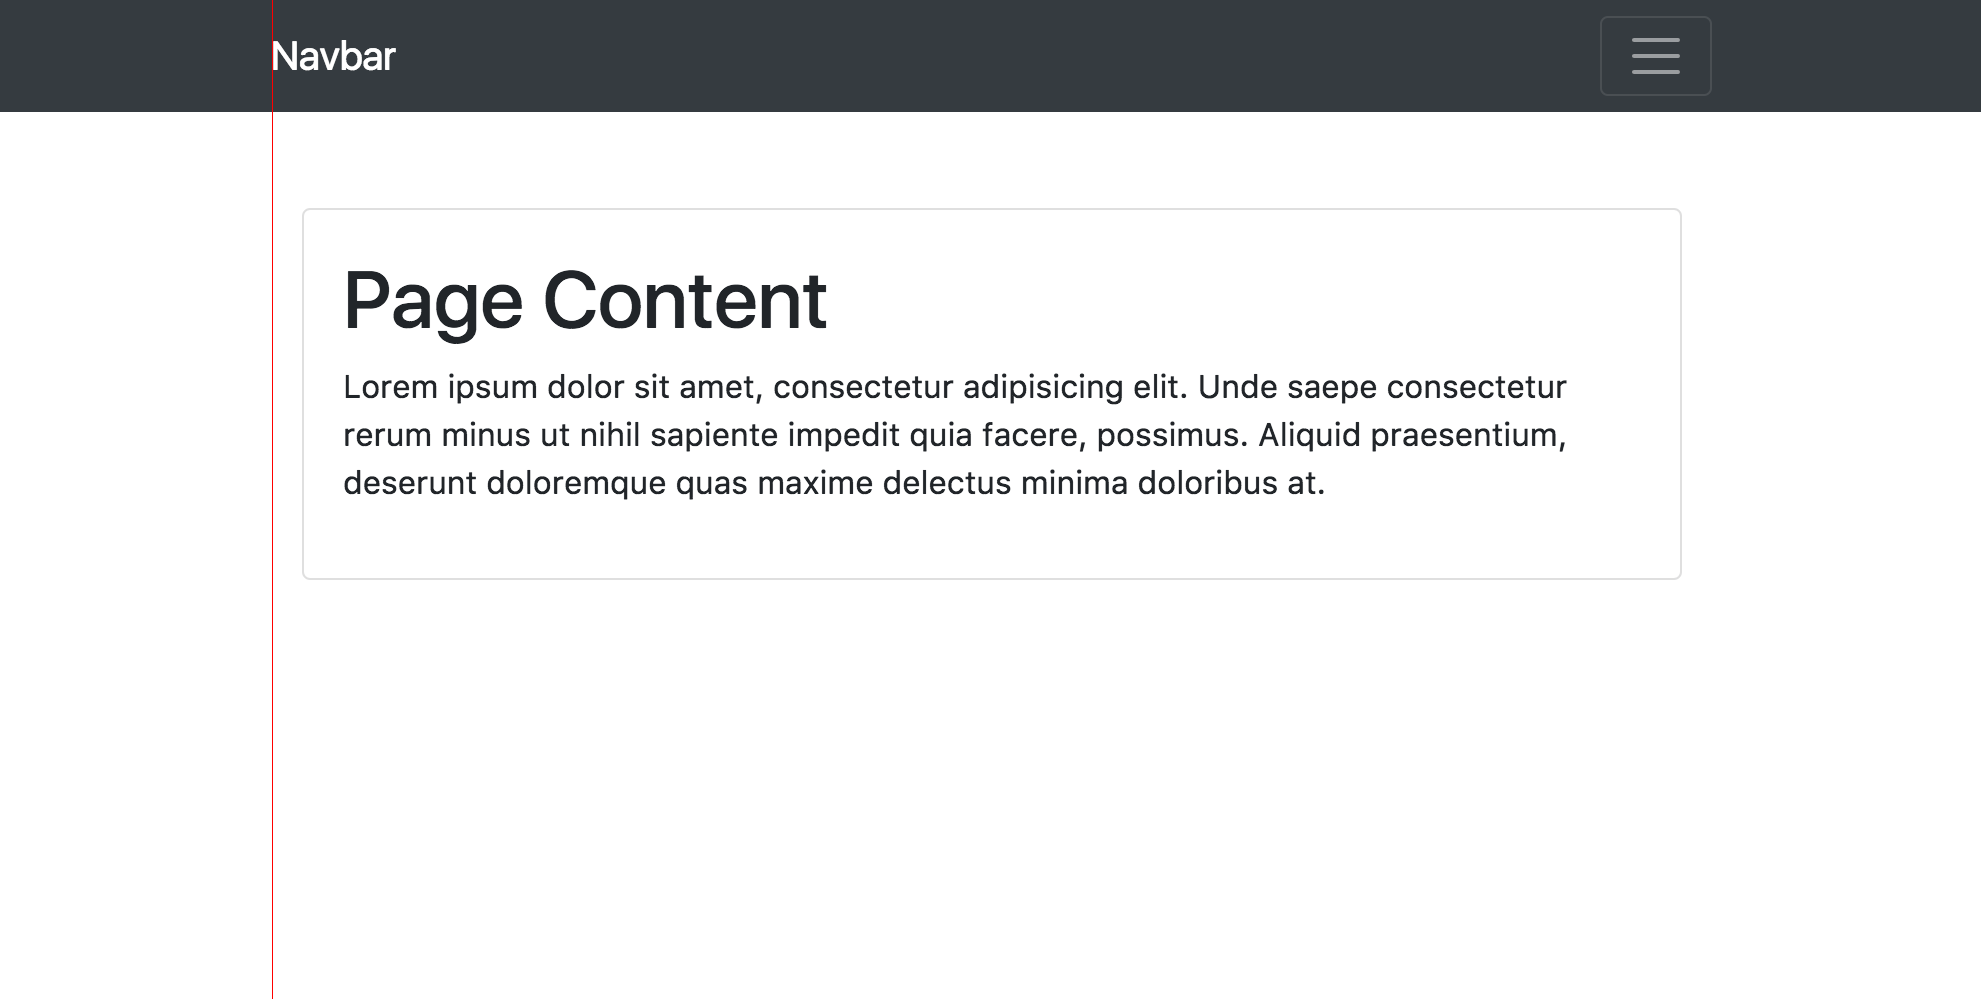 Navbar
Page Content
Lorem ipsum dolor sit amet, consectetur adipisicing elit. Unde saepe consectetur
rerum minus ut nihil sapiente impedit quia facere, possimus. Aliquid praesentium,
deserunt doloremque quas maxime delectus minima doloribus at.